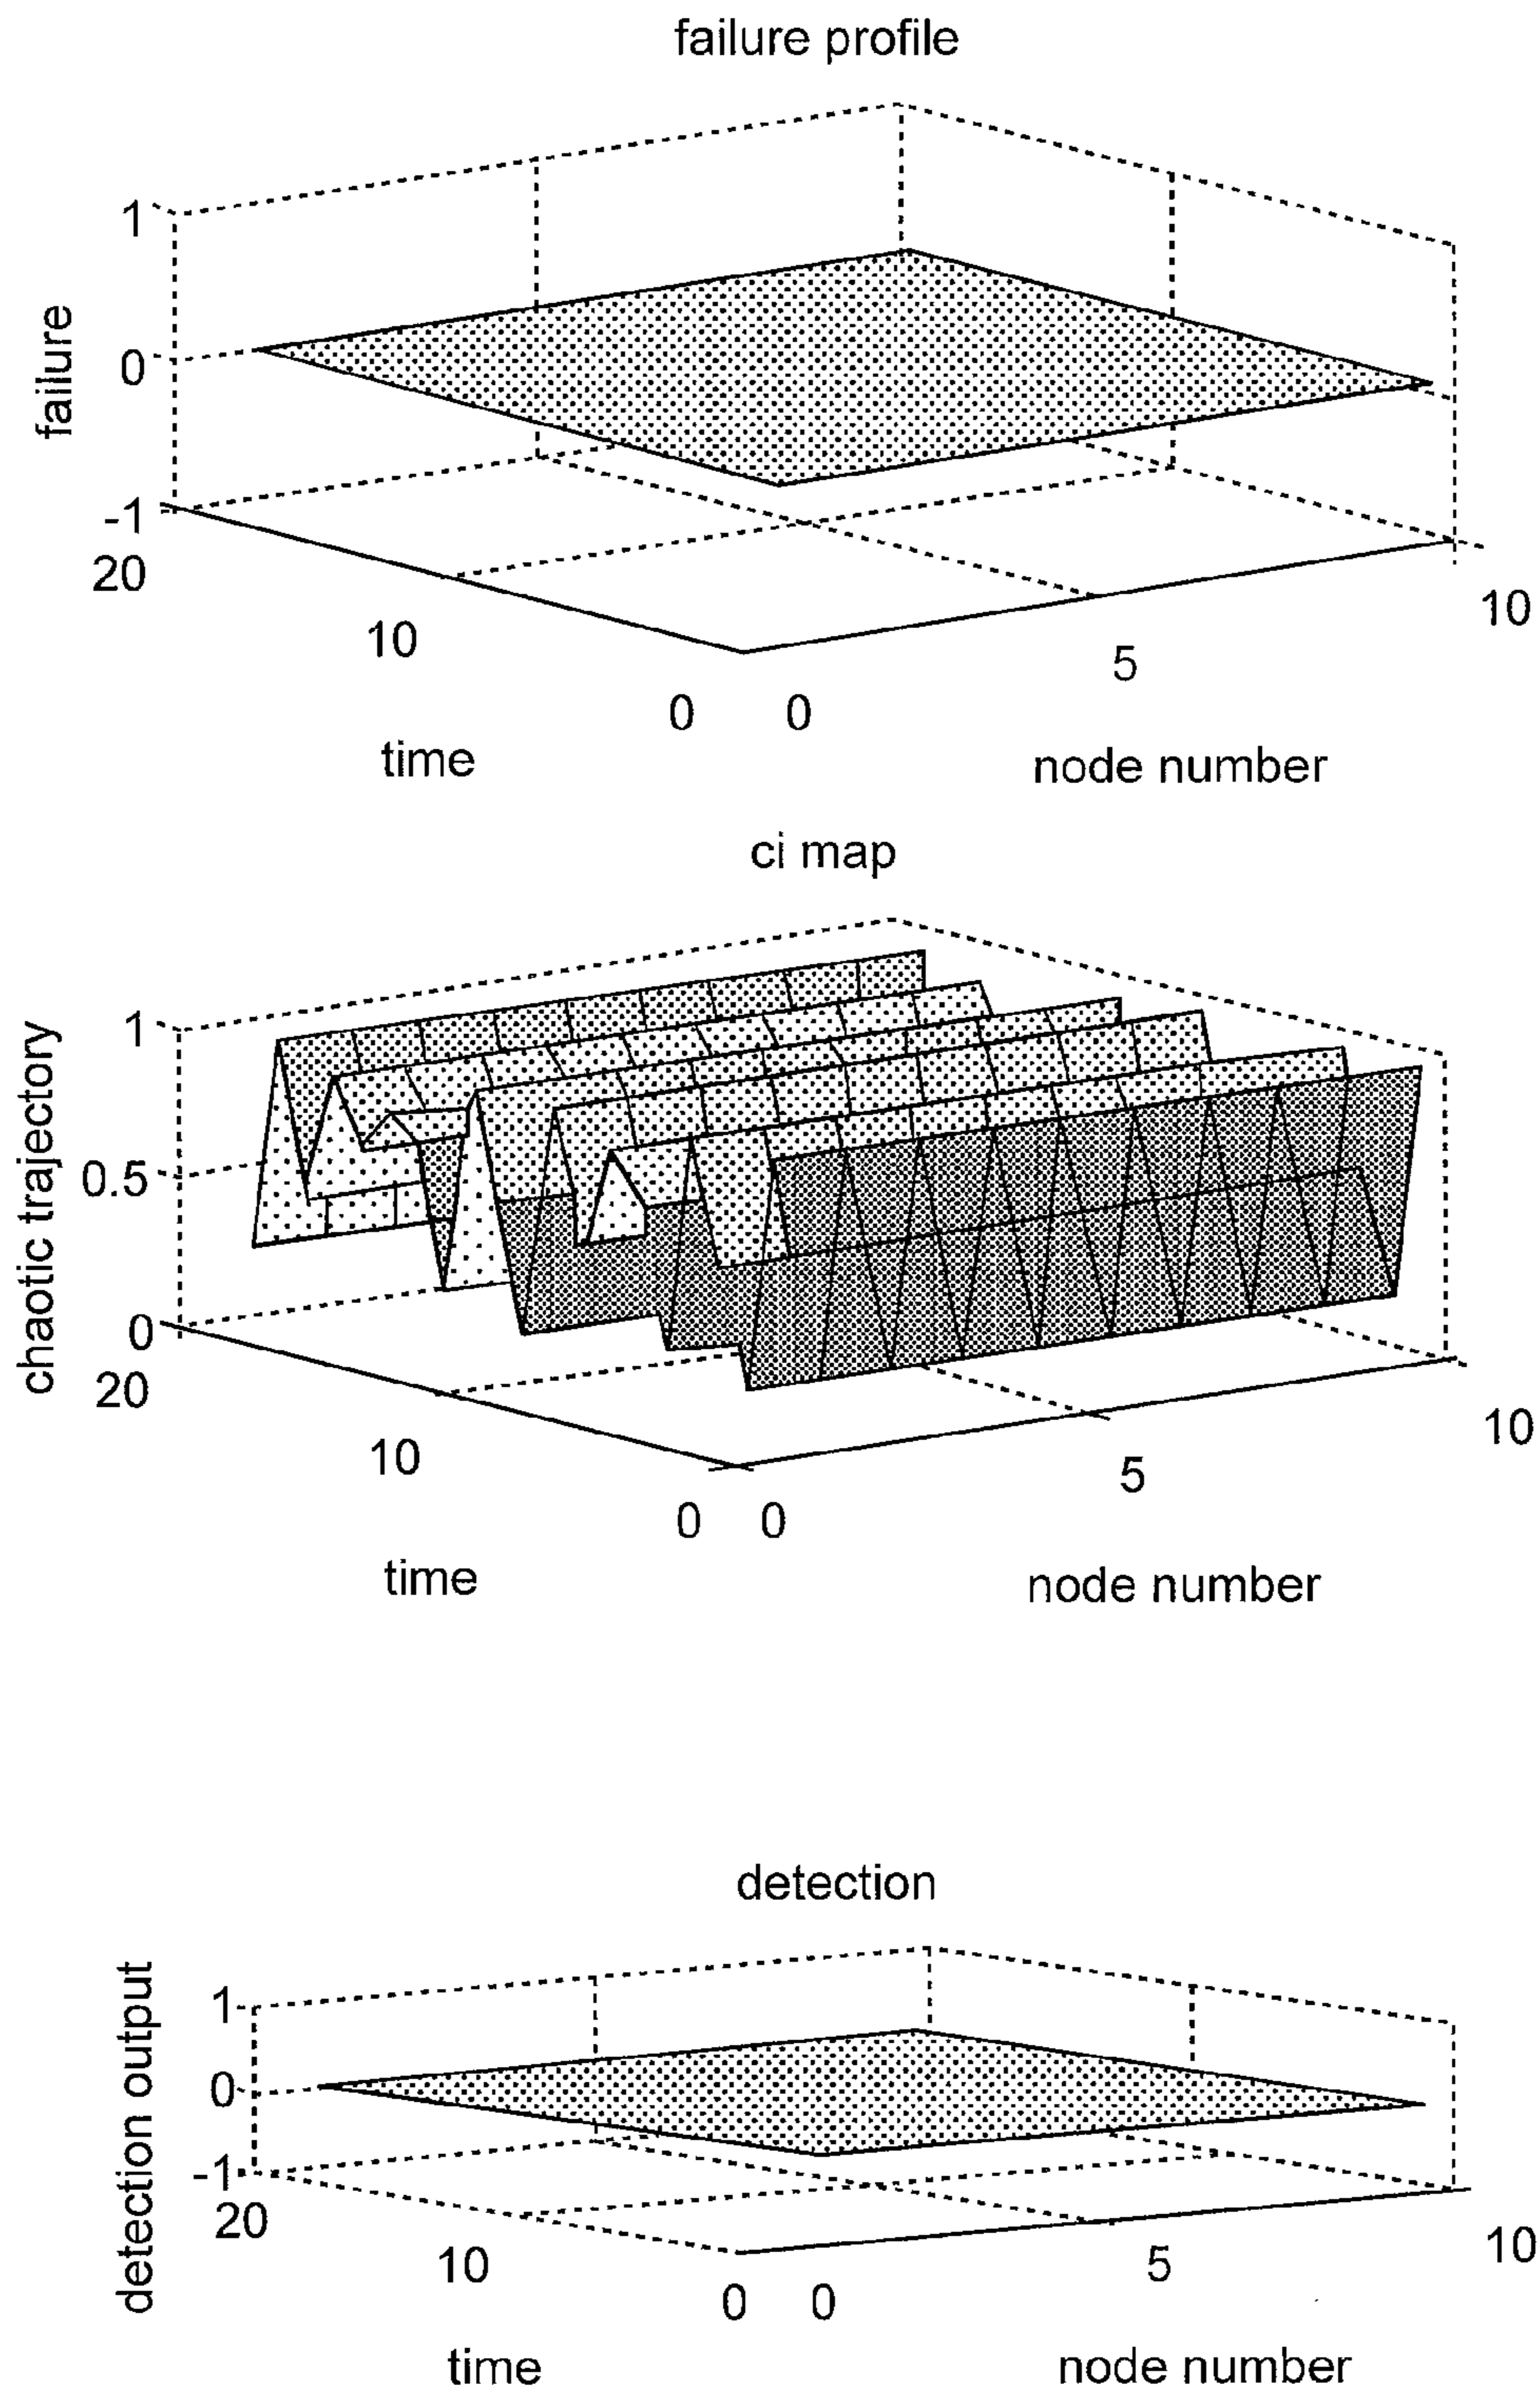 failure profile
1
0
-1
failure
20
10
0
time
0
5
10
node number
ci map
1
0.5
0
chaotic trajectory
20
10
0
time
0
5
10
node number
detection
1
0
-1
detection output
20
10
0
time
0
5
10
node number